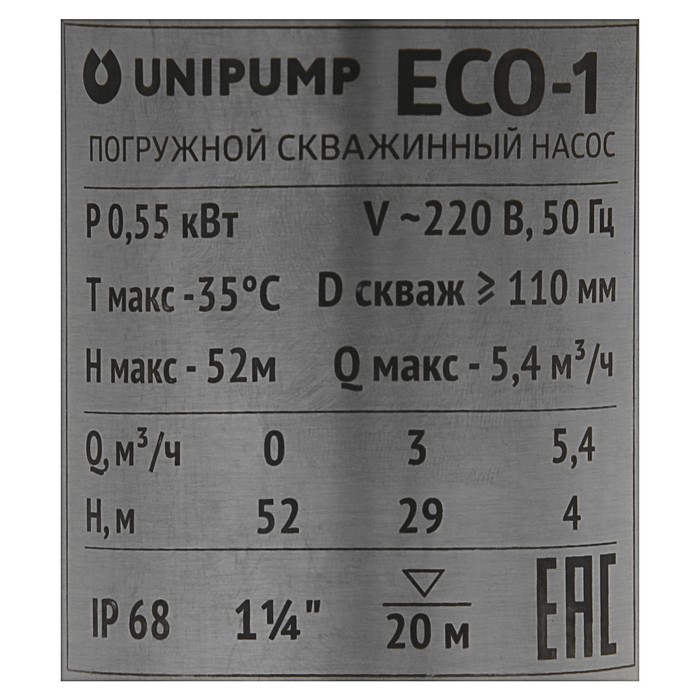 UNIPUMP ECO-1
ПОГРУЖНОЙ СКВАЖИННЫЙ НАСОС
P 0,55 кВт V ~220 В, 50 Гц
T макс -35°C D скваж ⩾ 110 мм
H макс - 52м Q макс - 5,4 м³/ч
Q, м³/ч 0 3 5,4
H, м 52 29 4
IP 68 1¼" 20 м EAC